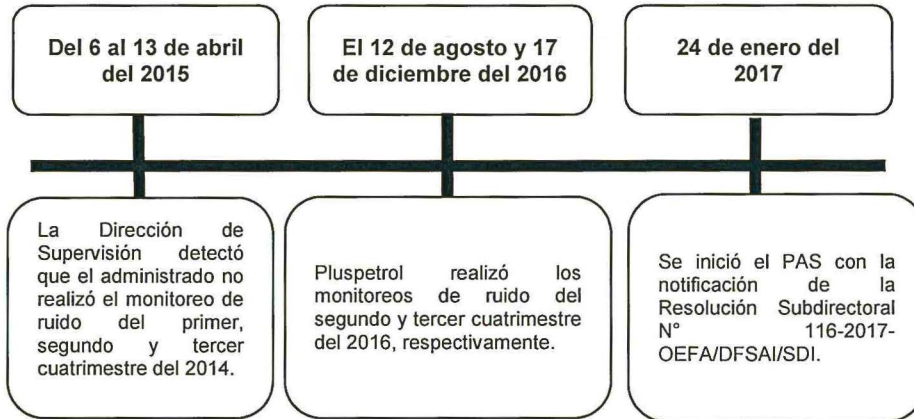 Del 6 al 13 de abril
del 2015
El 12 de agosto y 17
de diciembre del 2016
24 de enero del
2017
La Dirección de
Supervisión detectó
que el administrado no
realizó el monitoreo de
ruido del primer,
segundo y tercer
cuatrimestre del 2014.
Pluspetrol realizó los
monitoreos de ruido del
segundo y tercer cuatrimestre
del 2016, respectivamente.
Se inició el PAS con la
notificación de la
Resolución Subdirectoral
N° 116-2017-
OEFA/DFSAI/SDI.